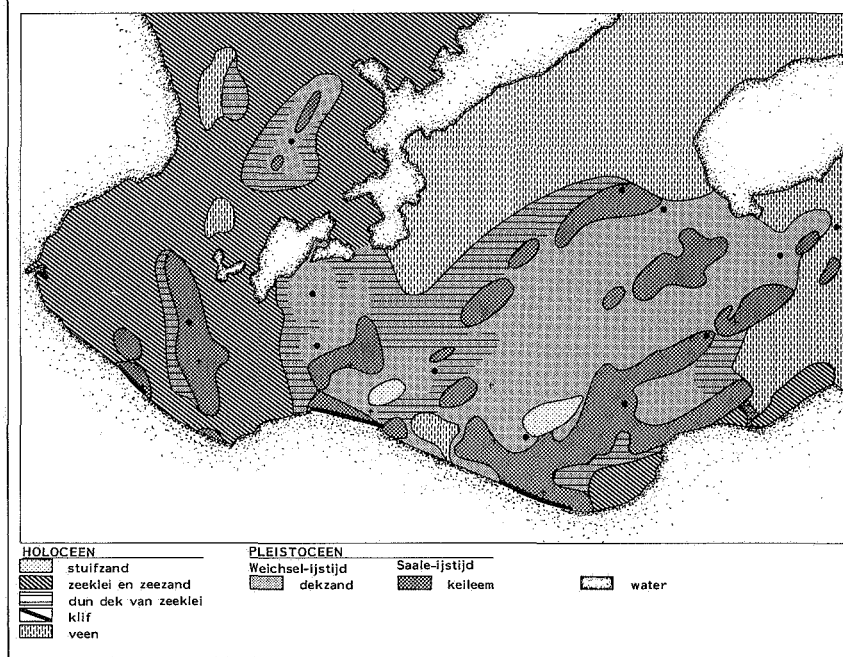 HOLOCEEN
stuifzand
zeeklei en zeezand
dun dek van zeeklei
klif
veen
PLEISTOCEEN
Weichsel-ijstijd
dekzand
Saale-ijstijd
keileem
water